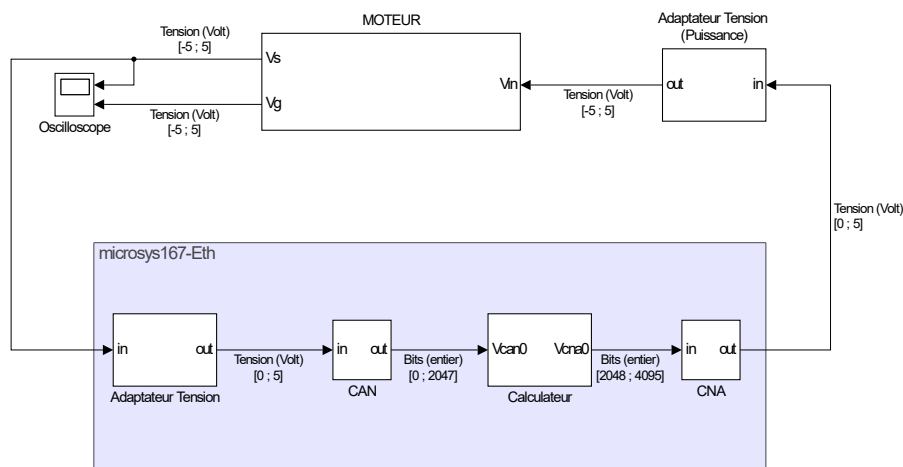 MOTEUR
Adaptateur Tension
(Puissance)
Tension (Volt)
[-5 ; 5]
Vs
Vg
Vin
out
in
Tension (Volt)
[-5 ; 5]
Tension (Volt)
[-5 ; 5]
Oscilloscope
Tension (Volt)
[0 ; 5]
microsys167-Eth
in
out
Tension (Volt)
[0 ; 5]
in
out
Bits (entier)
[0 ; 2047]
Vcan0
Vcna0
Bits (entier)
[2048 ; 4095]
in
out
Adaptateur Tension
CAN
Calculateur
CNA